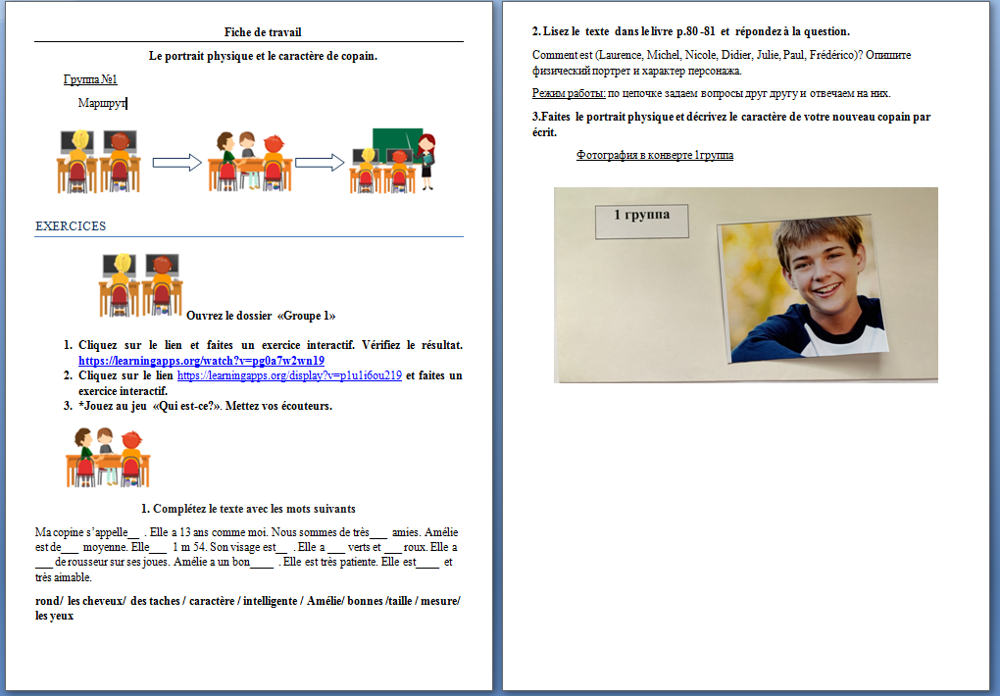 Fiche de travail
Le portrait physique et le caractère de copain.
Группа №1
Маршрут
EXERCICES
Ouvrez le dossier «Groupe 1»
1. Cliquez sur le lien et faites un exercice interactif. Vérifiez le résultat.
https://learningapps.org/watch?v=pg0a7w2wn19
2. Cliquez sur le lien https://learningapps.org/display?v=p1u1i6ou219 et faites un
exercice interactif.
3. *Jouez au jeu «Qui est-ce?». Mettez vos écouteurs.
1. Complétez le texte avec les mots suivants
Ma copine s’appelle__ . Elle a 13 ans comme moi. Nous sommes de très___ amies. Amélie
est de___ moyenne. Elle___ 1 m 54. Son visage est__ . Elle a ___ verts et ___ roux. Elle a
___ de rousseur sur ses joues. Amélie a un bon____ . Elle est très patiente. Elle est____ et
très aimable.
rond/ les cheveux/ des taches / caractère / intelligente / Amélie/ bonnes /taille / mesure/
les yeux
2. Lisez le texte dans le livre p.80 -81 et répondez à la question.
Comment est (Laurence, Michel, Nicole, Didier, Julie, Paul, Frédérico)? Опишите
физический портрет и характер персонажа.
Режим работы: по цепочке задаем вопросы друг другу и отвечаем на них.
3.Faites le portrait physique et décrivez le caractère de votre nouveau copain par
écrit.
Фотография в конверте 1группа
1 группа